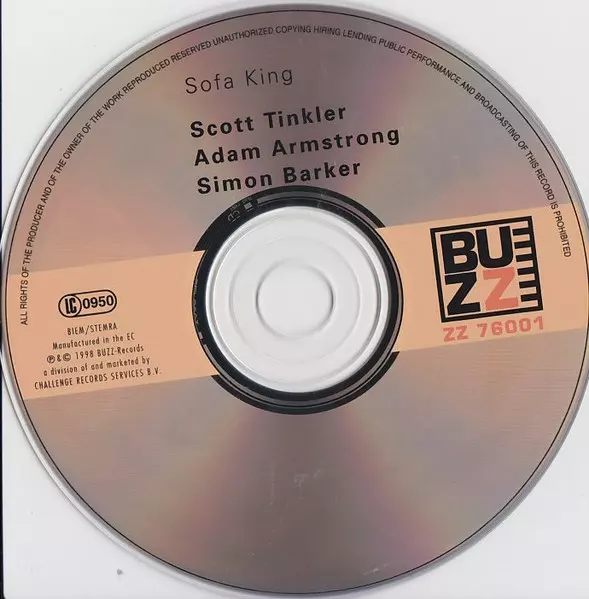 ALL RIGHTS OF THE PRODUCER AND OF THE OWNER OF THE WORK REPRODUCED RESERVED UNAUTHORIZED COPYING HIRING LENDING PUBLIC PERFORMANCE AND BROADCASTING OF THIS RECORD IS PROHIBITED
Sofa King
Scott Tinkler
Adam Armstrong
Simon Barker
BU
ZZ
ZZ 76001
LC 0950
BIEM/STEMRA
Manufactured in the EC
℗ & © 1998 BUZZ-Records
a division of and marketed by
CHALLENGE RECORDS SERVICES B.V.